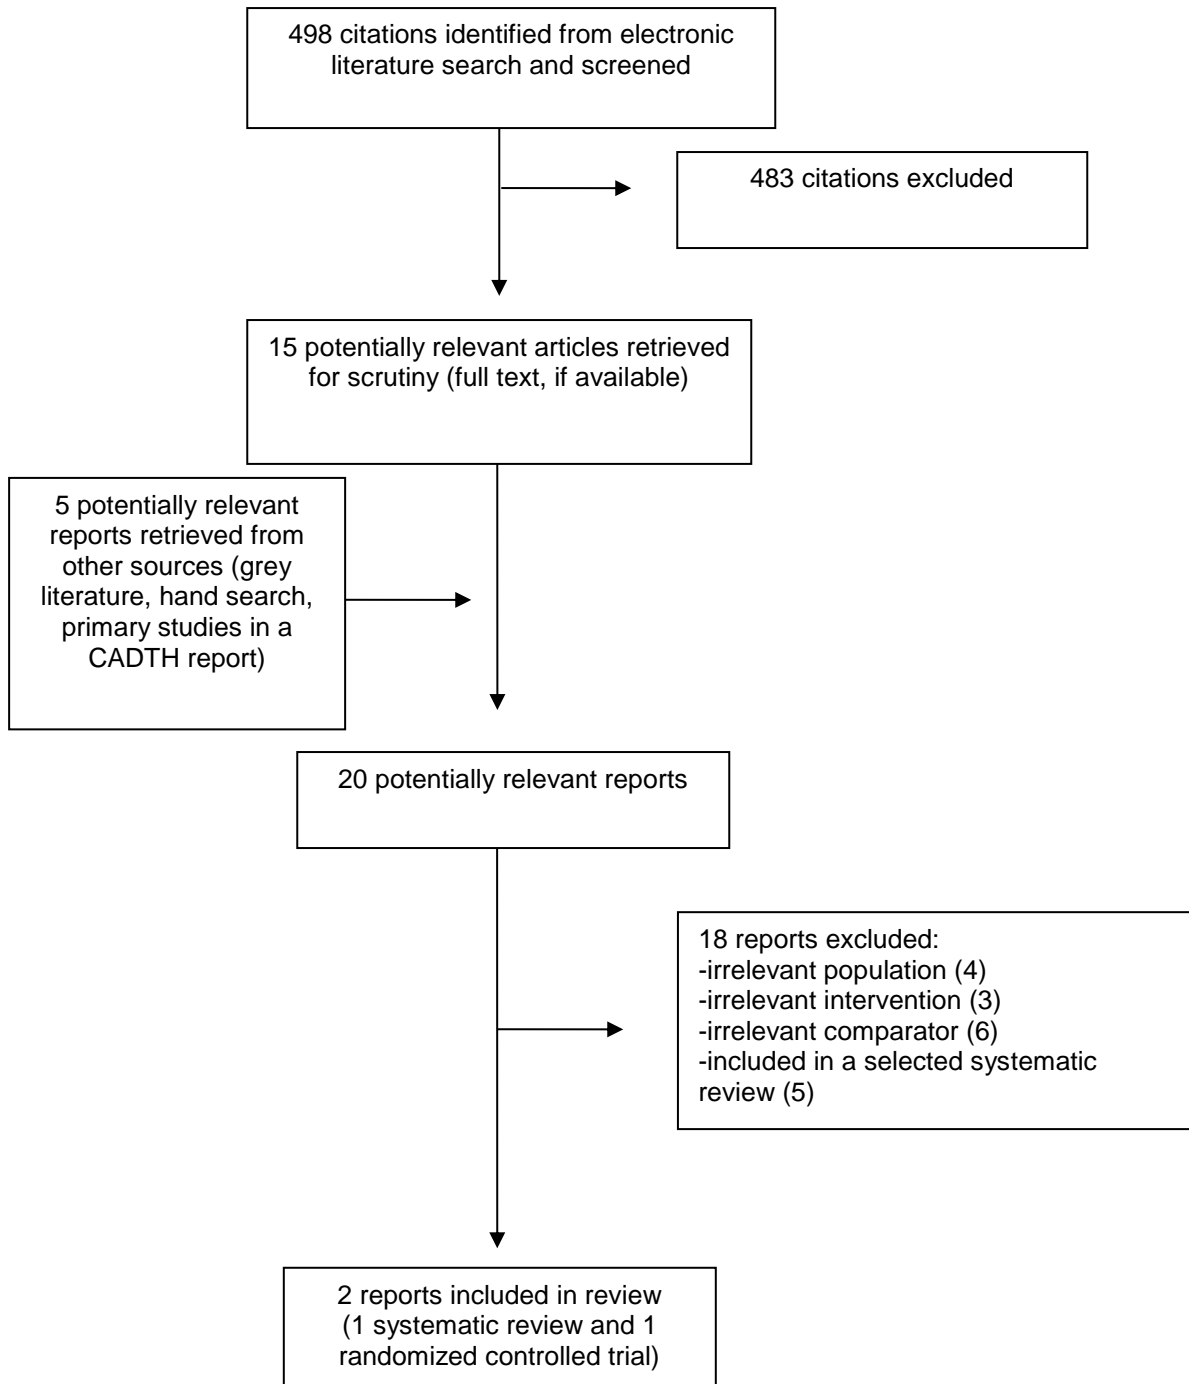 498 citations identified from electronic
literature search and screened
483 citations excluded
15 potentially relevant articles retrieved
for scrutiny (full text, if available)
5 potentially relevant
reports retrieved from
other sources (grey
literature, hand search,
primary studies in a
CADTH report)
20 potentially relevant reports
18 reports excluded:
-irrelevant population (4)
-irrelevant intervention (3)
-irrelevant comparator (6)
-included in a selected systematic
review (5)
2 reports included in review
(1 systematic review and 1
randomized controlled trial)